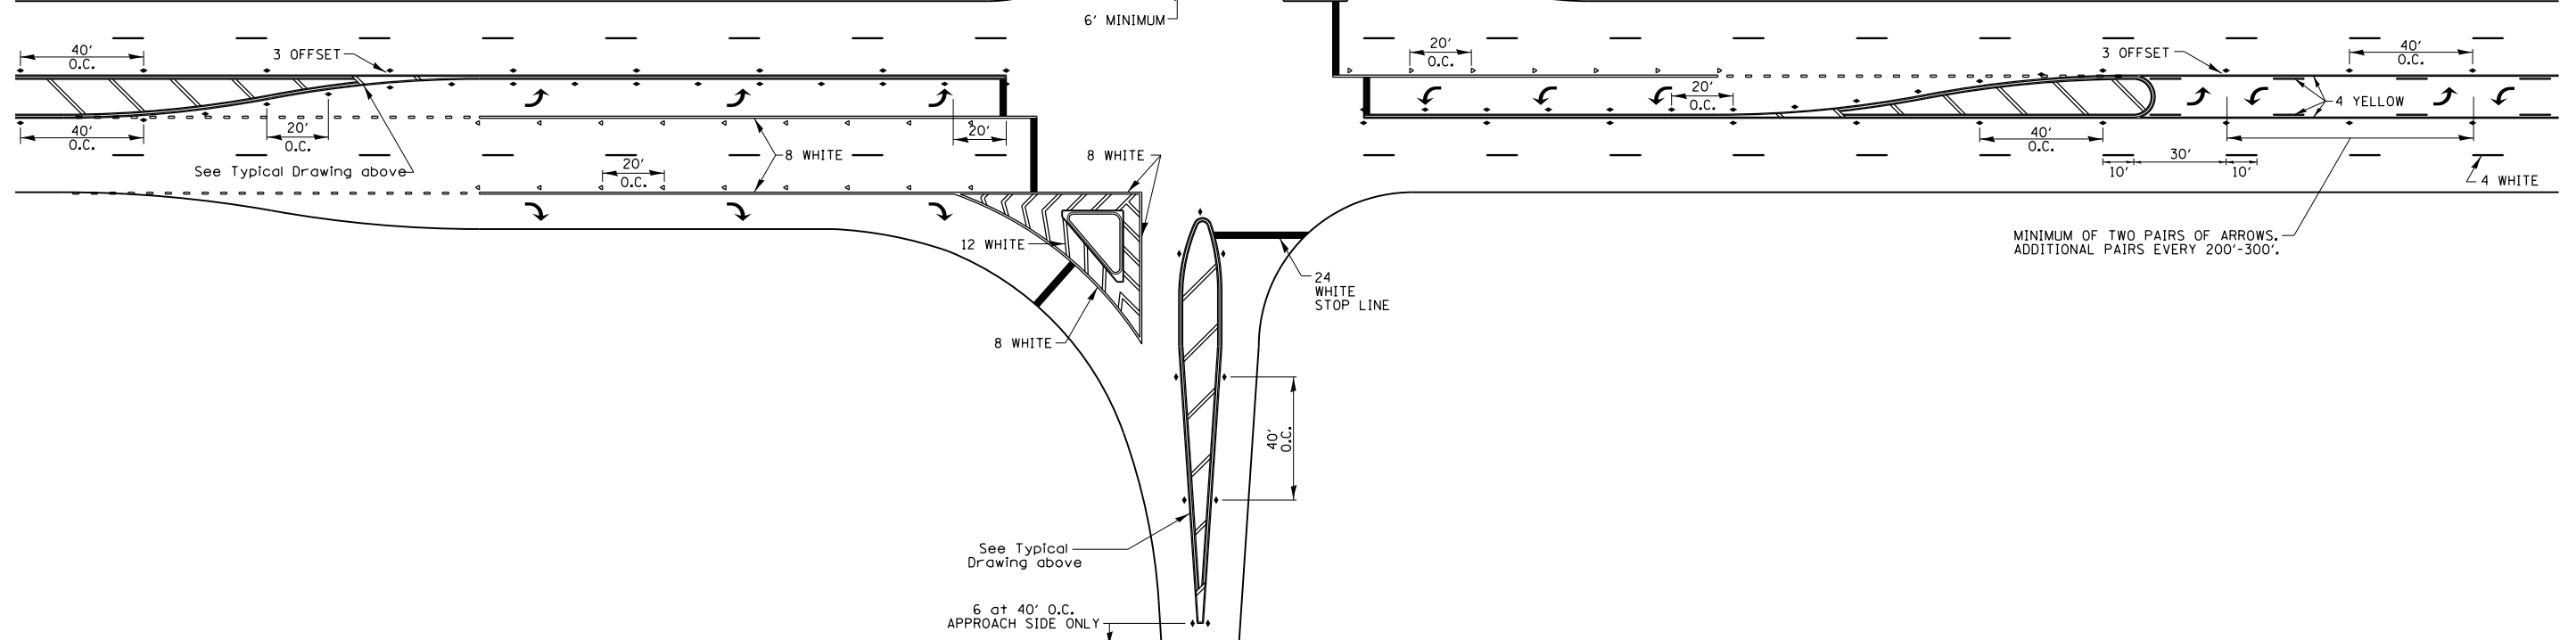 6' MINIMUM
40'
O.C.
3 OFFSET
20'
O.C.
3 OFFSET
40'
O.C.
20'
O.C.
4 YELLOW
40'
O.C.
20'
O.C.
20'
8 WHITE
8 WHITE
40'
O.C.
30'
10'
10'
See Typical Drawing above
20'
O.C.
4 WHITE
12 WHITE
MINIMUM OF TWO PAIRS OF ARROWS.
ADDITIONAL PAIRS EVERY 200'-300'.
24
WHITE
STOP LINE
8 WHITE
40'
O.C.
See Typical
Drawing above
6 at 40' O.C.
APPROACH SIDE ONLY